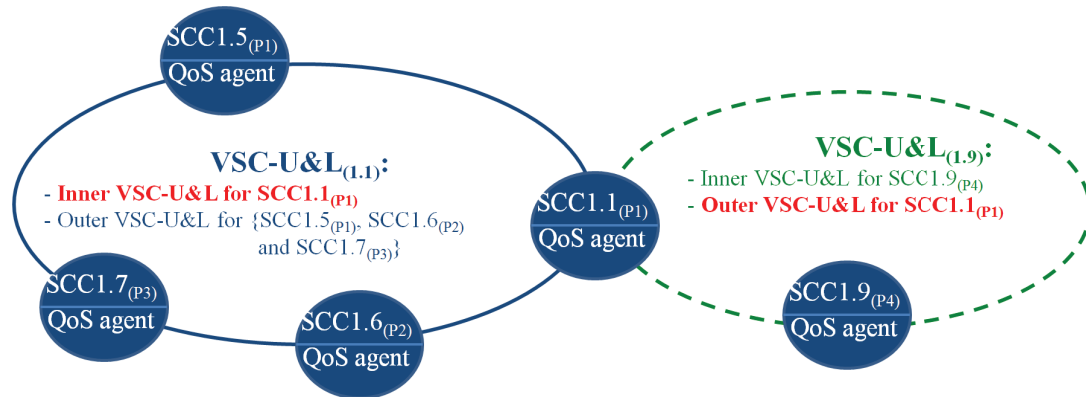 SCC1.5(P1)
QoS agent
VSC-U&L(1.1):
- Inner VSC-U&L for SCC1.1(P1)
- Outer VSC-U&L for {SCC1.5(P1), SCC1.6(P2)
and SCC1.7(P3)}
VSC-U&L(1.9):
- Inner VSC-U&L for SCC1.9(P4)
- Outer VSC-U&L for SCC1.1(P1)
SCC1.1(P1)
QoS agent
SCC1.7(P3)
QoS agent
SCC1.6(P2)
QoS agent
SCC1.9(P4)
QoS agent